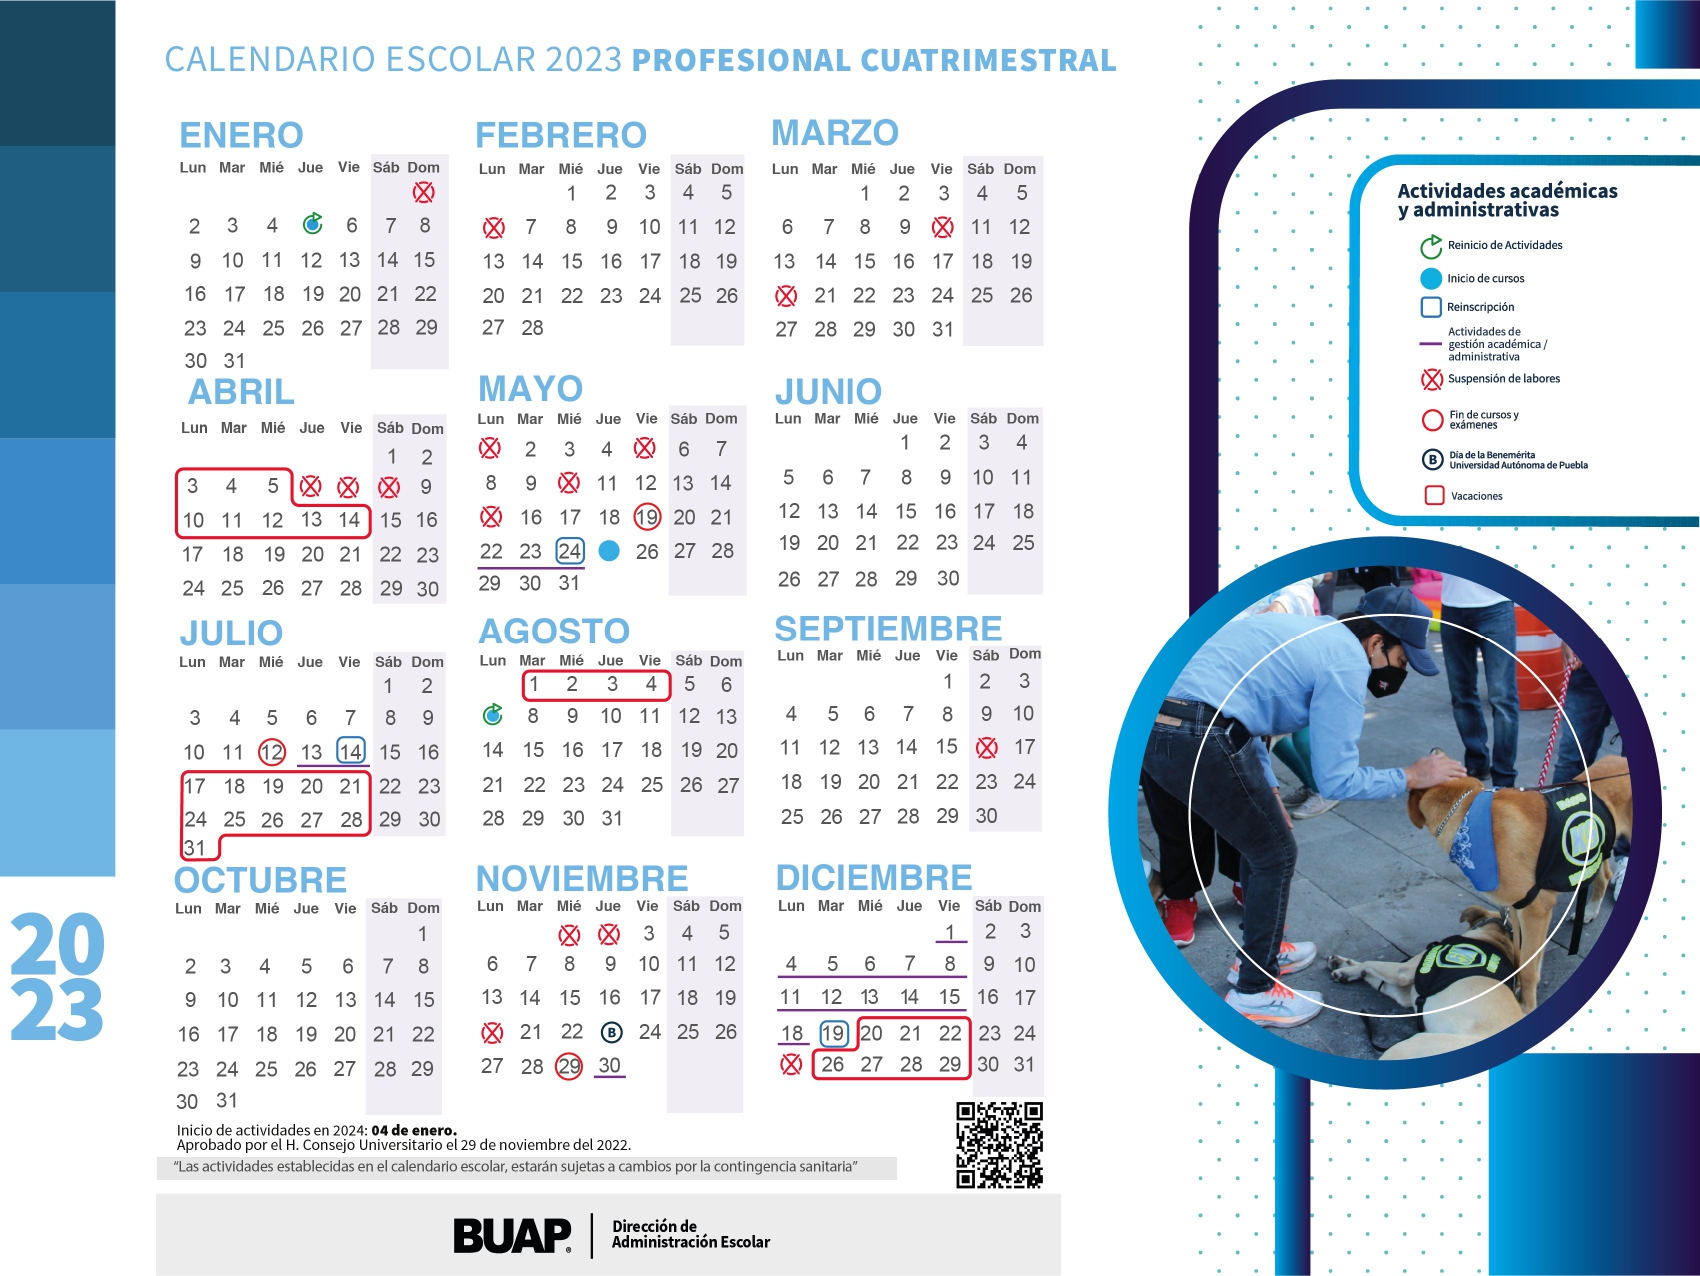 CALENDARIO ESCOLAR 2023 PROFESIONAL CUATRIMESTRAL
ENERO
Lun Mar Mié Jue Vie Sáb Dom
2 3 4 6 7 8
9 10 11 12 13 14 15
16 17 18 19 20 21 22
23 24 25 26 27 28 29
30 31
FEBRERO
Lun Mar Mié Jue Vie Sáb Dom
1 2 3 4 5
7 8 9 10 11 12
13 14 15 16 17 18 19
20 21 22 23 24 25 26
27 28
MARZO
Lun Mar Mié Jue Vie Sáb Dom
1 2 3 4 5
6 7 8 9 11 12
13 14 15 16 17 18 19
21 22 23 24 25 26
27 28 29 30 31
ABRIL
Lun Mar Mié Jue Vie Sáb Dom
1 2
3 4 5 9
10 11 12 13 14 15 16
17 18 19 20 21 22 23
24 25 26 27 28 29 30
MAYO
Lun Mar Mié Jue Vie Sáb Dom
2 3 4 6 7
8 9 11 12 13 14
16 17 18 19 20 21
22 23 24 26 27 28
29 30 31
JUNIO
Lun Mar Mié Jue Vie Sáb Dom
1 2 3 4
5 6 7 8 9 10 11
12 13 14 15 16 17 18
19 20 21 22 23 24 25
26 27 28 29 30
JULIO
Lun Mar Mié Jue Vie Sáb Dom
1 2
3 4 5 6 7 8 9
10 11 12 13 14 15 16
17 18 19 20 21 22 23
24 25 26 27 28 29 30
31
AGOSTO
Lun Mar Mié Jue Vie Sáb Dom
1 2 3 4 5 6
8 9 10 11 12 13
14 15 16 17 18 19 20
21 22 23 24 25 26 27
28 29 30 31
SEPTIEMBRE
Lun Mar Mié Jue Vie Sáb Dom
1 2 3
4 5 6 7 8 9 10
11 12 13 14 15 17
18 19 20 21 22 23 24
25 26 27 28 29 30
OCTUBRE
Lun Mar Mié Jue Vie Sáb Dom
1
2 3 4 5 6 7 8
9 10 11 12 13 14 15
16 17 18 19 20 21 22
23 24 25 26 27 28 29
30 31
NOVIEMBRE
Lun Mar Mié Jue Vie Sáb Dom
3 4 5
6 7 8 9 10 11 12
13 14 15 16 17 18 19
21 22 B 24 25 26
27 28 29 30
DICIEMBRE
Lun Mar Mié Jue Vie Sáb Dom
1 2 3
4 5 6 7 8 9 10
11 12 13 14 15 16 17
18 19 20 21 22 23 24
26 27 28 29 30 31
20
23
Inicio de actividades en 2024: 04 de enero.
Aprobado por el H. Consejo Universitario el 29 de noviembre del 2022.
“Las actividades establecidas en el calendario escolar, estarán sujetas a cambios por la contingencia sanitaria”
BUAP®
Dirección de
Administración Escolar
Actividades académicas
y administrativas
Reinicio de Actividades
Inicio de cursos
Reinscripción
Actividades de
gestión académica /
administrativa
Suspensión de labores
Fin de cursos y
exámenes
B Día de la Benemérita
Universidad Autónoma de Puebla
Vacaciones